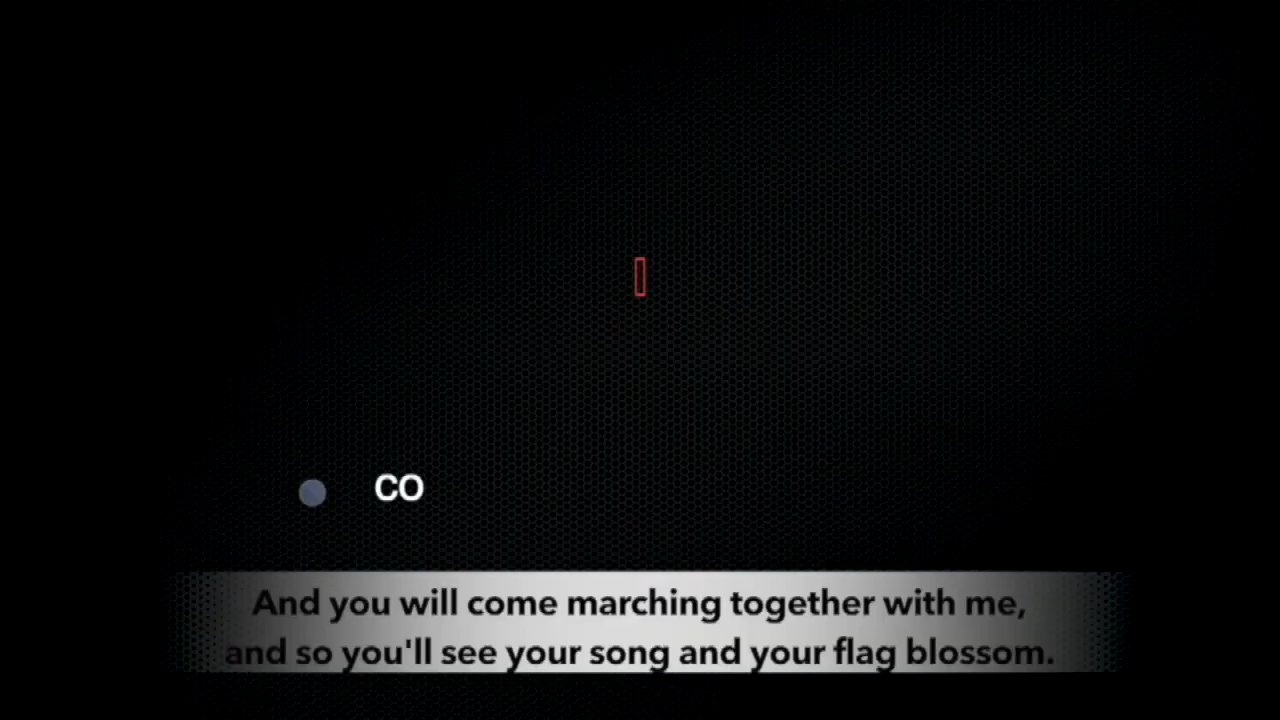 CO
And you will come marching together with me,
and so you'll see your song and your flag blossom.